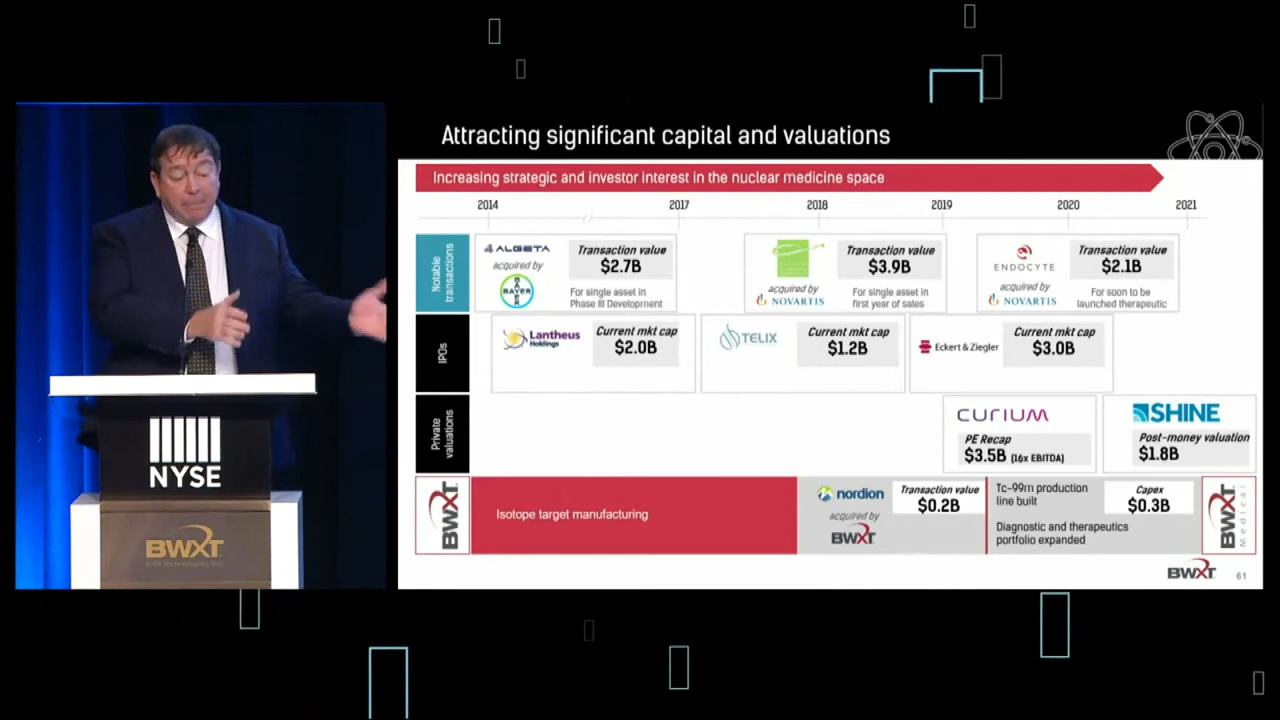 Attracting significant capital and valuations
Increasing strategic and investor interest in the nuclear medicine space
2014
2017
2018
2019
2020
2021
Notable
transactions
ALGETA
acquired by
BAYER
BAYER
Transaction value
$2.7B
For single asset in
Phase III Development
acquired by
NOVARTIS
Transaction value
$3.9B
For single asset in
first year of sales
ENDOCYTE
acquired by
NOVARTIS
Transaction value
$2.1B
For soon to be
launched therapeutic
IPOs
Lantheus
Holdings
Current mkt cap
$2.0B
TELIX
Current mkt cap
$1.2B
Eckert & Ziegler
Current mkt cap
$3.0B
Private
valuations
CURIUM
PE Recap
$3.5B (16x EBITDA)
SHINE
Post-money valuation
$1.8B
BWXT
Isotope target manufacturing
nordion
acquired by
BWXT
Transaction value
$0.2B
Tc-99m production
line built
Capex
$0.3B
Diagnostic and therapeutics
portfolio expanded
BWXT
Medical
BWXT
61
NYSE
BWXT